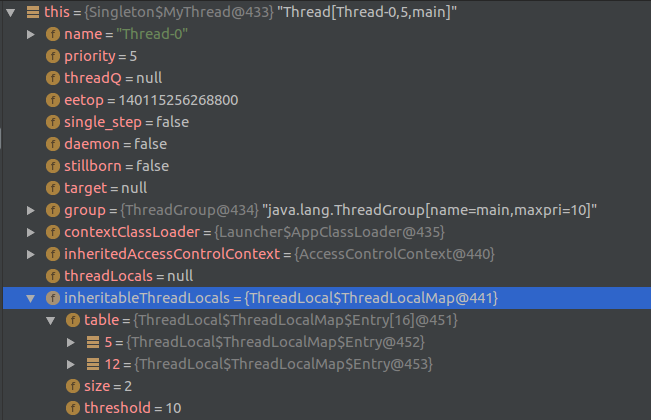 this = {Singleton$MyThread@433} "Thread[Thread-0,5,main]"
name = "Thread-0"
priority = 5
threadQ = null
eetop = 140115256268800
single_step = false
daemon = false
stillborn = false
target = null
group = {ThreadGroup@434} "java.lang.ThreadGroup[name=main,maxpri=10]"
contextClassLoader = {Launcher$AppClassLoader@435}
inheritedAccessControlContext = {AccessControlContext@440}
threadLocals = null
inheritableThreadLocals = {ThreadLocal$ThreadLocalMap@441}
table = {ThreadLocal$ThreadLocalMap$Entry[16]@451}
5 = {ThreadLocal$ThreadLocalMap$Entry@452}
12 = {ThreadLocal$ThreadLocalMap$Entry@453}
size = 2
threshold = 10